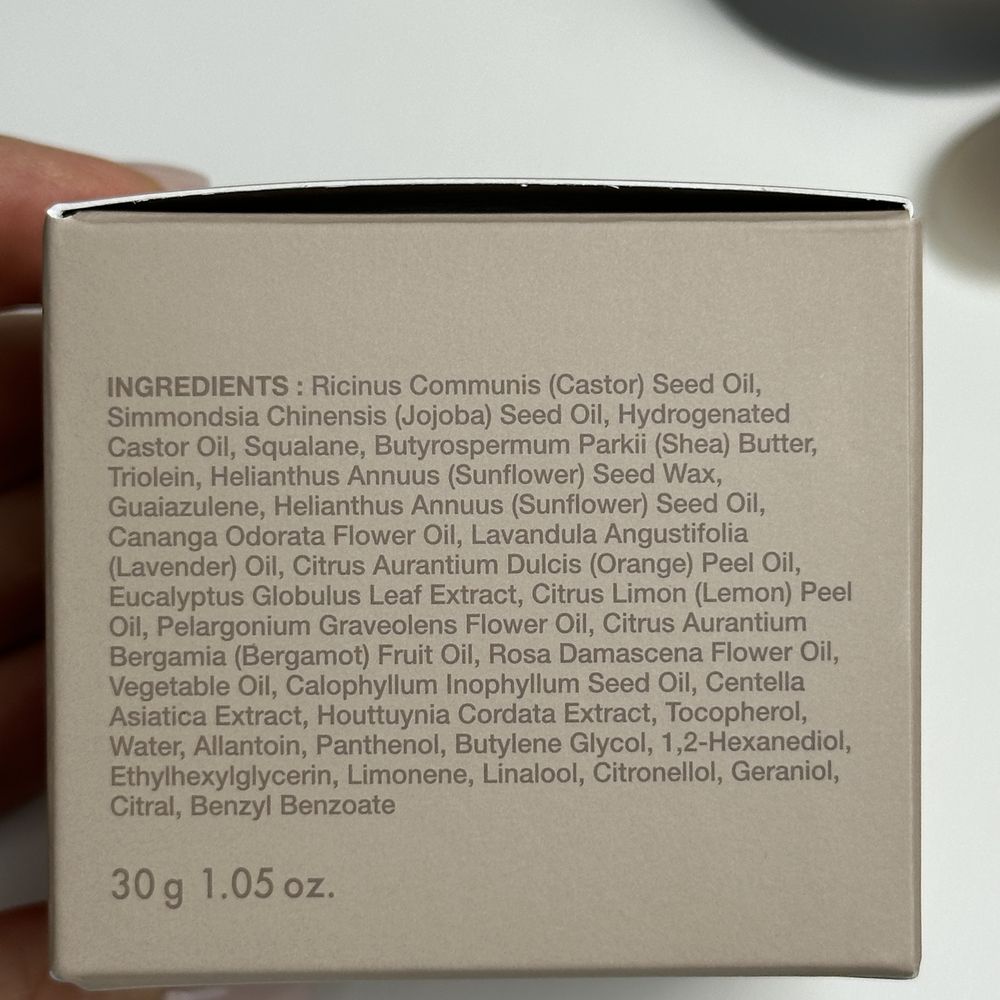 INGREDIENTS : Ricinus Communis (Castor) Seed Oil,
Simmondsia Chinensis (Jojoba) Seed Oil, Hydrogenated
Castor Oil, Squalane, Butyrospermum Parkii (Shea) Butter,
Triolein, Helianthus Annuus (Sunflower) Seed Wax,
Guaiazulene, Helianthus Annuus (Sunflower) Seed Oil,
Cananga Odorata Flower Oil, Lavandula Angustifolia
(Lavender) Oil, Citrus Aurantium Dulcis (Orange) Peel Oil,
Eucalyptus Globulus Leaf Extract, Citrus Limon (Lemon) Peel
Oil, Pelargonium Graveolens Flower Oil, Citrus Aurantium
Bergamia (Bergamot) Fruit Oil, Rosa Damascena Flower Oil,
Vegetable Oil, Calophyllum Inophyllum Seed Oil, Centella
Asiatica Extract, Houttuynia Cordata Extract, Tocopherol,
Water, Allantoin, Panthenol, Butylene Glycol, 1,2-Hexanediol,
Ethylhexylglycerin, Limonene, Linalool, Citronellol, Geraniol,
Citral, Benzyl Benzoate
30 g 1.05 oz.